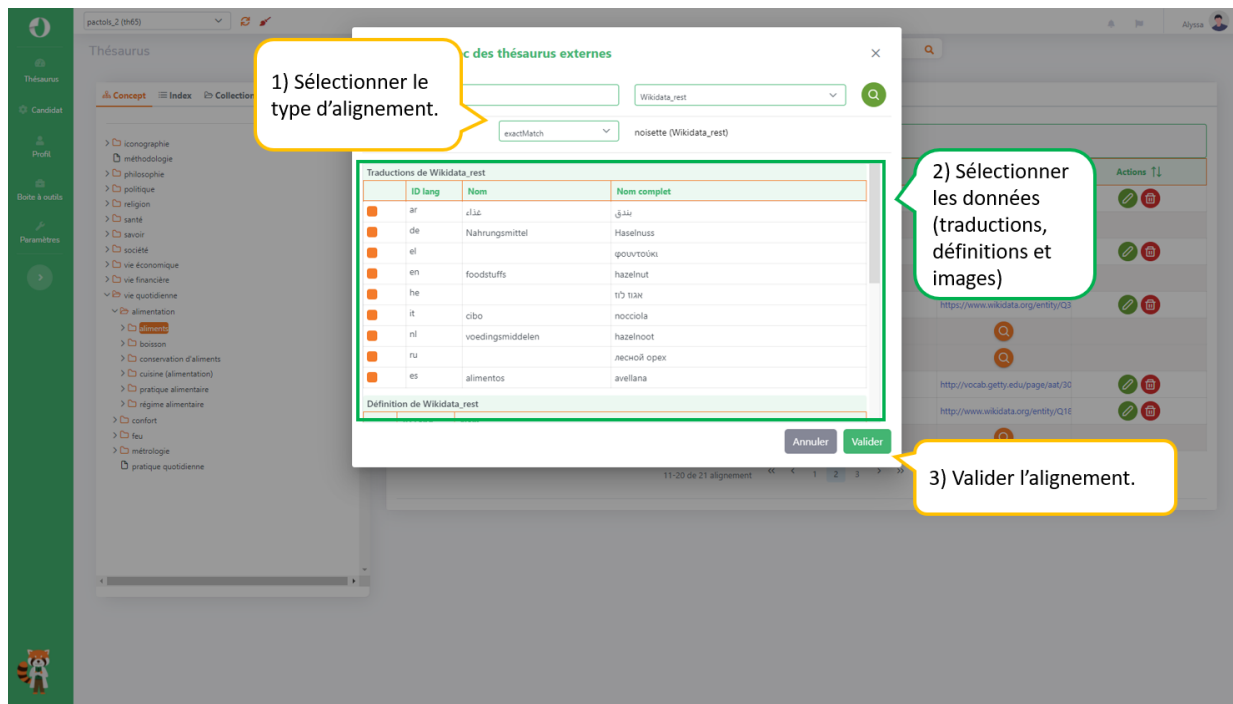 pactols_2 (th65)
Alyssa
Thésaurus
Thésaurus
Candidat
Profil
Boite à outils
Paramètres
Concept
Index
Collection
iconographie
méthodologie
philosophie
politique
religion
santé
savoir
société
vie économique
vie financière
vie quotidienne
alimentation
aliments
boisson
conservation d'aliments
cuisine (alimentation)
pratique alimentaire
régime alimentaire
confort
feu
métrologie
pratique quotidienne
1) Sélectionner le
type d'alignement.
c des thésaurus externes
Wikidata_rest
exactMatch
noisette (Wikidata_rest)
Traductions de Wikidata_rest
ID lang Nom Nom complet
ar غذاء بندق
de Nahrungsmittel Haselnuss
el φουντούκι
en foodstuffs hazelnut
he אגוז לוז
it cibo nocciola
nl voedingsmiddelen hazelnoot
ru лесной орех
es alimentos avellana
Définition de Wikidata_rest
Annuler Valider
2) Sélectionner
les données
(traductions,
définitions et
images)
Actions
https://www.wikidata.org/entity/Q3
http://vocab.getty.edu/page/aat/30
http://www.wikidata.org/entity/Q16
11-20 de 21 alignement « ‹ 1 2 3 › »
3) Valider l'alignement.